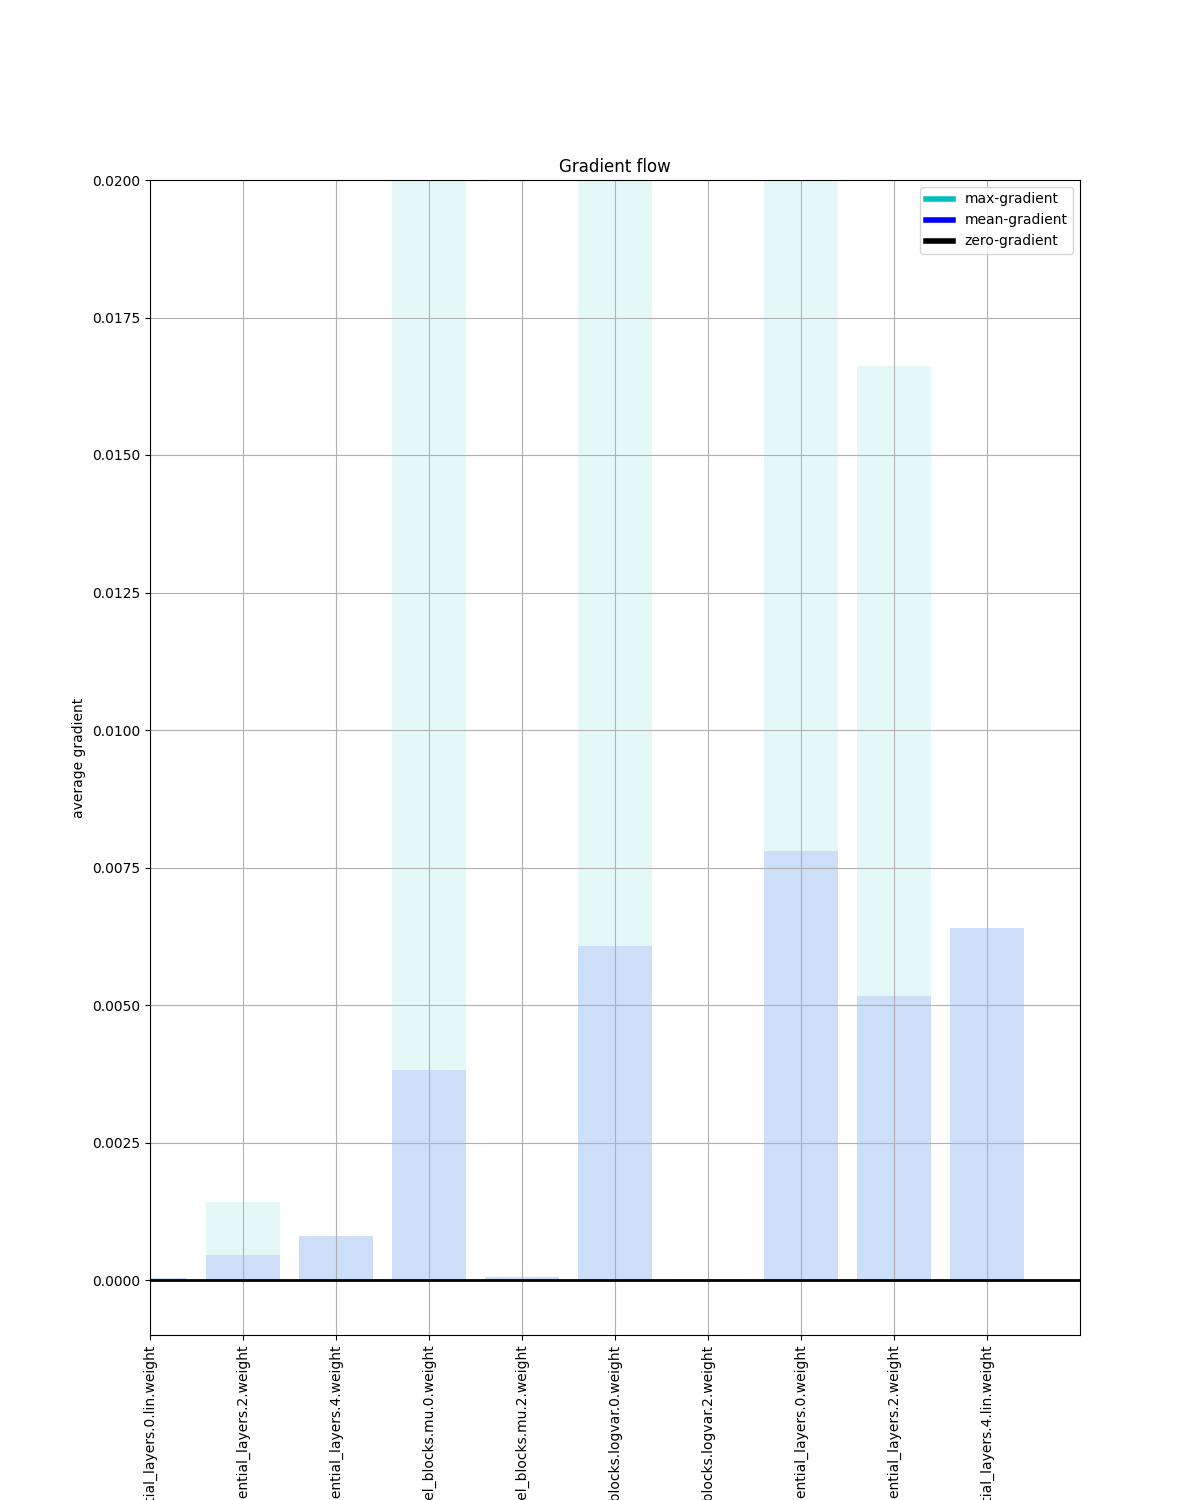 Gradient flow
max-gradient
mean-gradient
zero-gradient
0.0200
0.0175
0.0150
0.0125
0.0100
0.0075
0.0050
0.0025
0.0000
average gradient
tial_layers.0.lin.weight
ential_layers.2.weight
ential_layers.4.weight
el_blocks.mu.0.weight
el_blocks.mu.2.weight
blocks.logvar.0.weight
blocks.logvar.2.weight
ential_layers.0.weight
ential_layers.2.weight
tial_layers.4.lin.weight